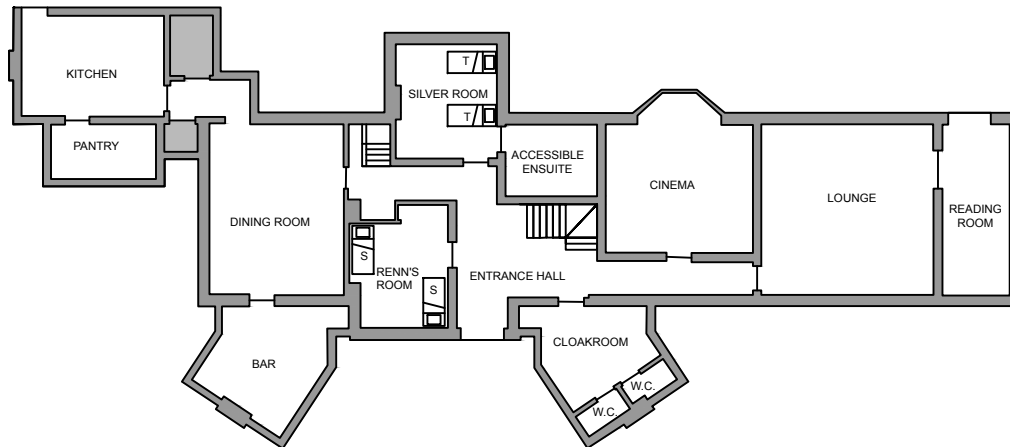 KITCHEN
PANTRY
DINING ROOM
BAR
T
SILVER ROOM
T
ACCESSIBLE
ENSUITE
S
RENN'S
ROOM
S
ENTRANCE HALL
CLOAKROOM
W.C.
W.C.
CINEMA
LOUNGE
READING
ROOM